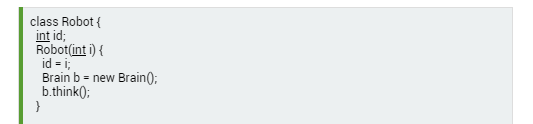 class Robot {
int id;
Robot(int i) {
id = i;
Brain b = new Brain();
b.think();
}